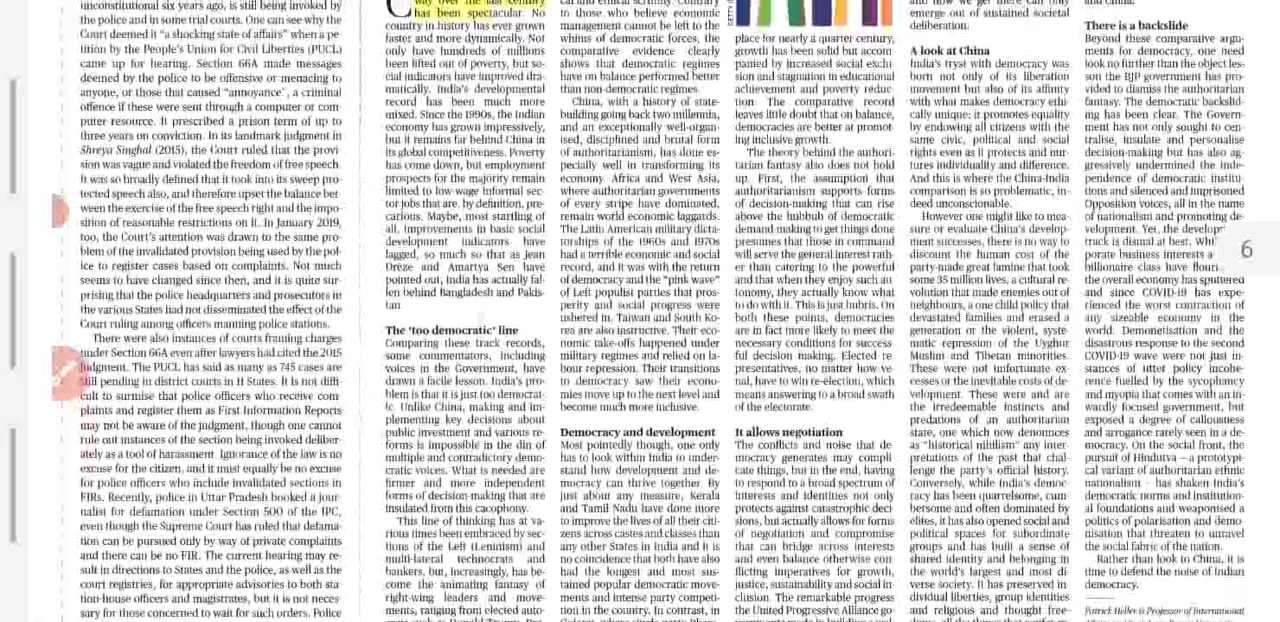 unconstitutional six years ago, is still being invoked by
the police and in some trial courts. One can see why the
Court deemed it "a shocking state of affairs" when a pe-
tition by the People's Union for Civil Liberties (PUCL)
came up for hearing. Section 66A made messages
deemed by the police to be offensive or menacing to
anyone, or those that caused "annoyance", a criminal
offence if these were sent through a computer or com-
puter resource. It prescribed a prison term of up to
three years on conviction. In its landmark judgment in
Shreya Singhal (2015), the Court ruled that the provi-
sion was vague and violated the freedom of free speech.
It was so broadly defined that it took into its sweep pro-
tected speech also, and therefore upset the balance bet-
ween the exercise of the free speech right and the impo-
sition of reasonable restrictions on it. In January 2019,
too, the Court's attention was drawn to the same pro-
blem of the invalidated provision being used by the pol-
ice to register cases based on complaints. Not much
seems to have changed since then, and it is quite sur-
prising that the police headquarters and prosecutors in
the various States had not disseminated the effect of the
Court ruling among officers manning police stations.
There were also instances of courts framing charges
under Section 66A even after lawyers had cited the 2015
judgment. The PUCL has said as many as 745 cases are
still pending in district courts in 11 States. It is not diffi-
cult to surmise that police officers who receive com-
plaints and register them as First Information Reports
may not be aware of the judgment, though one cannot
rule out instances of the section being invoked deliber-
ately as a tool of harassment. Ignorance of the law is no
excuse for the citizen, and it must equally be no excuse
for police officers who include invalidated sections in
FIRs. Recently, police in Uttar Pradesh booked a jour-
nalist for defamation under Section 500 of the IPC,
even though the Supreme Court has ruled that defama-
tion can be pursued only by way of private complaints
and there can be no FIR. The current hearing may re-
sult in directions to States and the police, as well as the
court registries, for appropriate advisories to both sta-
tion-house officers and magistrates, but it is not neces-
sary for those concerned to wait for such orders. Police
way over the last century
has been spectacular. No
country in history has ever grown
faster and more dynamically. Not
only have hundreds of millions
been lifted out of poverty, but so-
cial indicators have improved dra-
matically. India's developmental
record has been much more
mixed. Since the 1990s, the Indian
economy has grown impressively,
but it remains far behind China in
its global competitiveness. Poverty
has come down, but employment
prospects for the majority remain
limited to low-wage informal sec-
tor jobs that are, by definition, pre-
carious. Maybe, most startling of
all, improvements in basic social
development indicators have
lagged, so much so that as Jean
Drèze and Amartya Sen have
pointed out, India has actually fal-
len behind Bangladesh and Pakis-
tan.
The 'too democratic' line
Comparing these track records,
some commentators, including
voices in the Government, have
drawn a facile lesson. India's pro-
blem is that it is just too democrat-
ic. Unlike China, making and im-
plementing key decisions about
public investment and various re-
forms is impossible in the din of
multiple and contradictory demo-
cratic voices. What is needed are
firmer and more independent
forms of decision-making that are
insulated from this cacophony.
This line of thinking has at va-
rious times been embraced by sec-
tions of the Left (Leninism) and
multi-lateral technocrats and
bankers, but, increasingly, has be-
come the animating fantasy of
right-wing leaders and move-
ments, ranging from elected auto-
to those who believe economic
management cannot be left to the
whims of democratic forces, the
comparative evidence clearly
shows that democratic regimes
have on balance performed better
than non-democratic regimes.
China, with a history of state-
building going back two millennia,
and an exceptionally well-organ-
ised, disciplined and brutal form
of authoritarianism, has done es-
pecially well in transforming its
economy. Africa and West Asia,
where authoritarian governments
of every stripe have dominated,
remain world economic laggards.
The Latin American military dicta-
torships of the 1960s and 1970s
had a terrible economic and social
record, and it was with the return
of democracy and the "pink wave"
of Left populist parties that pros-
perity and social progress were
ushered in. Taiwan and South Ko-
rea are also instructive. Their eco-
nomic take-offs happened under
military regimes and relied on la-
bour repression. Their transitions
to democracy saw their econo-
mies move up to the next level and
become much more inclusive.
Democracy and development
Most pointedly though, one only
has to look within India to under-
stand how development and de-
mocracy can thrive together. By
just about any measure, Kerala
and Tamil Nadu have done more
to improve the lives of all their citi-
zens across castes and classes than
any other States in India and it is
no coincidence that both have also
had the longest and most sus-
tained popular democratic move-
ments and intense party competi-
tion in the country. In contrast, in
place for nearly a quarter century,
growth has been solid but accom-
panied by increased social exclu-
sion and stagnation in educational
achievement and poverty reduc-
tion. The comparative record
leaves little doubt that on balance,
democracies are better at promot-
ing inclusive growth.
The theory behind the authori-
tarian fantasy also does not hold
up. First, the assumption that
authoritarianism supports forms
of decision-making that can rise
above the hubbub of democratic
demand-making to get things done
presumes that those in command
will serve the general interest rath-
er than catering to the powerful
and that when they enjoy such au-
tonomy, they actually know what
to do with it. This is just hubris. On
both these points, democracies
are in fact more likely to meet the
necessary conditions for success-
ful decision making. Elected re-
presentatives, no matter how ve-
nal, have to win re-election, which
means answering to a broad swath
of the electorate.
It allows negotiation
The conflicts and noise that de-
mocracy generates may compli-
cate things, but in the end, having
to respond to a broad spectrum of
interests and identities not only
protects against catastrophic deci-
sions, but actually allows for forms
of negotiation and compromise
that can bridge across interests
and even balance otherwise con-
flicting imperatives for growth,
justice, sustainability and social in-
clusion. The remarkable progress
the United Progressive Alliance go-
emerge out of sustained societal
deliberation.
A look at China
India's tryst with democracy was
born not only of its liberation
movement but also of its affinity
with what makes democracy ethi-
cally unique: it promotes equality
by endowing all citizens with the
same civic, political and social
rights even as it protects and nur-
tures individuality and difference.
And this is where the China-India
comparison is so problematic, in-
deed unconscionable.
However one might like to mea-
sure or evaluate China's develop-
ment successes, there is no way to
discount the human cost of the
party-made great famine that took
some 35 million lives, a cultural re-
volution that made enemies out of
neighbours, a one child policy that
devastated families and erased a
generation or the violent, syste-
matic repression of the Uyghur
Muslim and Tibetan minorities.
These were not unfortunate ex-
cesses or the inevitable costs of de-
velopment. These were and are
the irredeemable instincts and
predations of an authoritarian
state, one which now denounces
as "historical nihilism" any inter-
pretations of the past that chal-
lenge the party's official history.
Conversely, while India's democ-
racy has been quarrelsome, cum-
bersome and often dominated by
elites, it has also opened social and
political spaces for subordinate
groups and has built a sense of
shared identity and belonging in
the world's largest and most di-
verse society. It has preserved in-
dividual liberties, group identities
and religious and thought free-
There is a backslide
Beyond these comparative argu-
ments for democracy, one need
look no further than the object les-
son the BJP government has pro-
vided to dismiss the authoritarian
fantasy. The democratic backslid-
ing has been clear. The Govern-
ment has not only sought to cen-
tralise, insulate and personalise
decision-making but has also ag-
gressively undermined the inde-
pendence of democratic institu-
tions and silenced and imprisoned
Opposition voices, all in the name
of nationalism and promoting de-
velopment. Yet, the develop
track is dismal at best. Whil
porate business interests a
billionaire class have flouri
the overall economy has sputtered
and since COVID-19 has expe-
rienced the worst contraction of
any sizeable economy in the
world. Demonetisation and the
disastrous response to the second
COVID-19 wave were not just in-
stances of utter policy incohe-
rence fuelled by the sycophancy
and myopia that comes with an in-
wardly focused government, but
exposed a degree of callousness
and arrogance rarely seen in a de-
mocracy. On the social front, the
pursuit of Hindutva — a prototypi-
cal variant of authoritarian ethnic
nationalism — has shaken India's
democratic norms and institution-
al foundations and weaponised a
politics of polarisation and demo-
nisation that threaten to unravel
the social fabric of the nation.
Rather than look to China, it is
time to defend the noise of Indian
democracy.
Patrick Heller is Professor of International
6